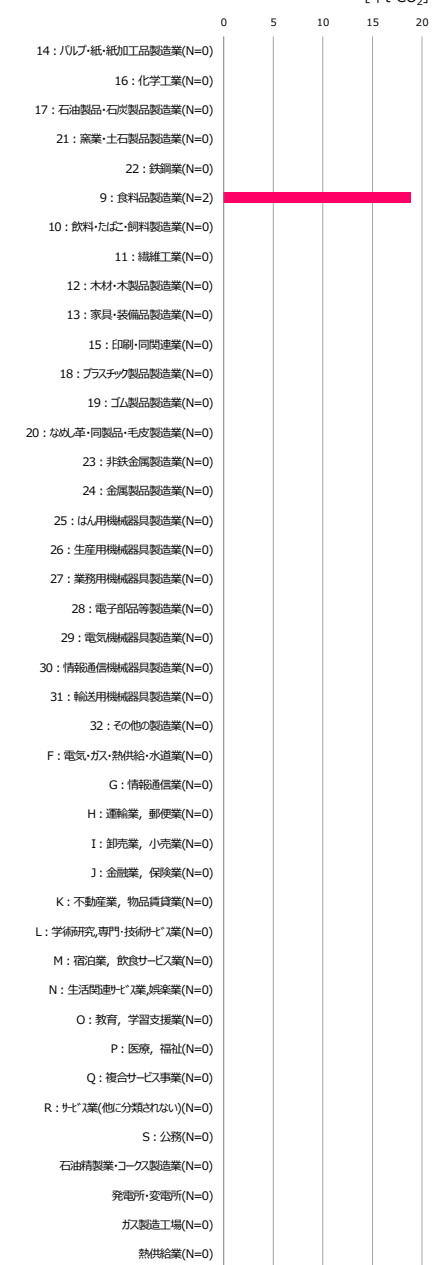 0 5 10 15 20
14：パルプ・紙・紙加工品製造業(N=0)
16：化学工業(N=0)
17：石油製品・石炭製品製造業(N=0)
21：窯業・土石製品製造業(N=0)
22：鉄鋼業(N=0)
9：食料品製造業(N=2)
10：飲料・たばこ・飼料製造業(N=0)
11：繊維工業(N=0)
12：木材・木製品製造業(N=0)
13：家具・装備品製造業(N=0)
15：印刷・同関連業(N=0)
18：プラスチック製品製造業(N=0)
19：ゴム製品製造業(N=0)
20：なめし革・同製品・毛皮製造業(N=0)
23：非鉄金属製造業(N=0)
24：金属製品製造業(N=0)
25：はん用機械器具製造業(N=0)
26：生産用機械器具製造業(N=0)
27：業務用機械器具製造業(N=0)
28：電子部品等製造業(N=0)
29：電気機械器具製造業(N=0)
30：情報通信機械器具製造業(N=0)
31：輸送用機械器具製造業(N=0)
32：その他の製造業(N=0)
F：電気・ガス・熱供給・水道業(N=0)
G：情報通信業(N=0)
H：運輸業，郵便業(N=0)
I：卸売業，小売業(N=0)
J：金融業，保険業(N=0)
K：不動産業，物品賃貸業(N=0)
L：学術研究,専門・技術ｻｰﾋﾞｽ業(N=0)
M：宿泊業，飲食サービス業(N=0)
N：生活関連ｻｰﾋﾞｽ業,娯楽業(N=0)
O：教育，学習支援業(N=0)
P：医療，福祉(N=0)
Q：複合サービス事業(N=0)
R：ｻｰﾋﾞｽ業(他に分類されない)(N=0)
S：公務(N=0)
石油精製業・コークス製造業(N=0)
発電所・変電所(N=0)
ガス製造工場(N=0)
熱供給業(N=0)